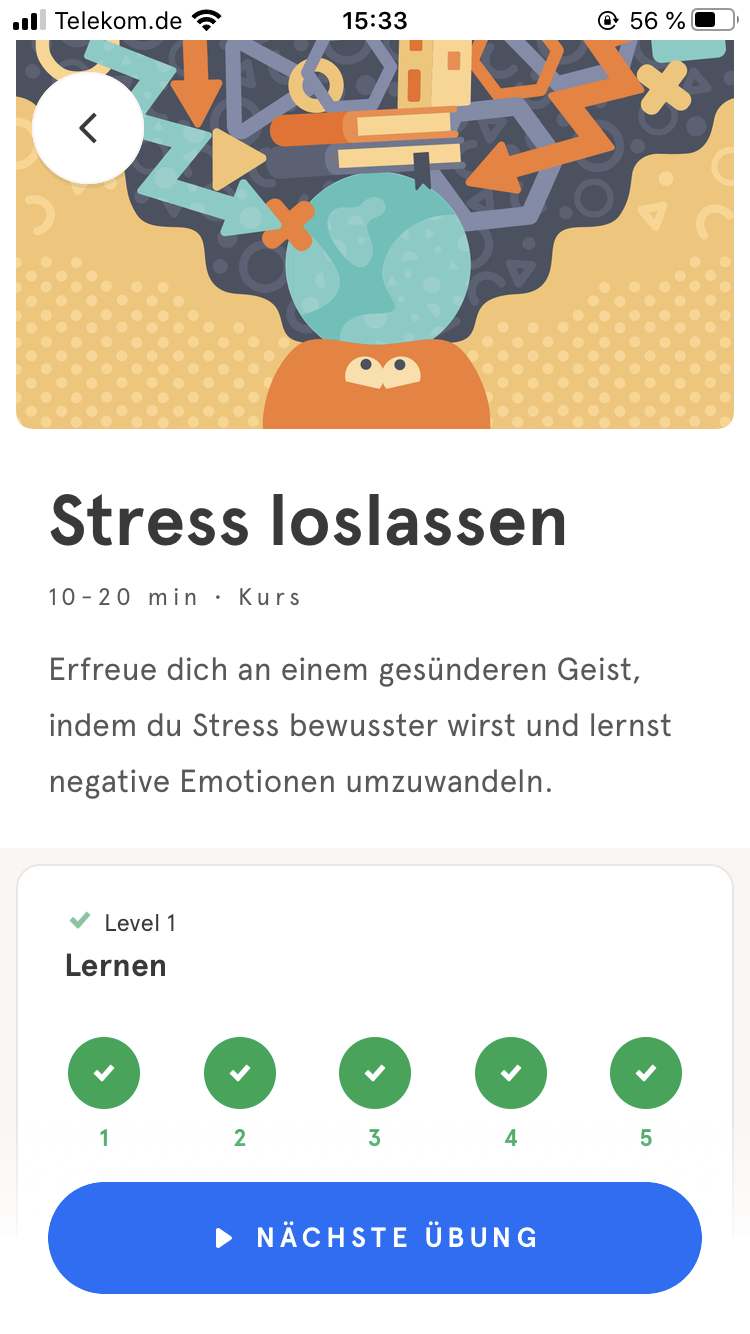 Telekom.de 15:33 56 %
Stress loslassen
10-20 min · Kurs
Erfreue dich an einem gesünderen Geist,
indem du Stress bewusster wirst und lernst
negative Emotionen umzuwandeln.
Level 1
Lernen
1 2 3 4 5
NÄCHSTE ÜBUNG